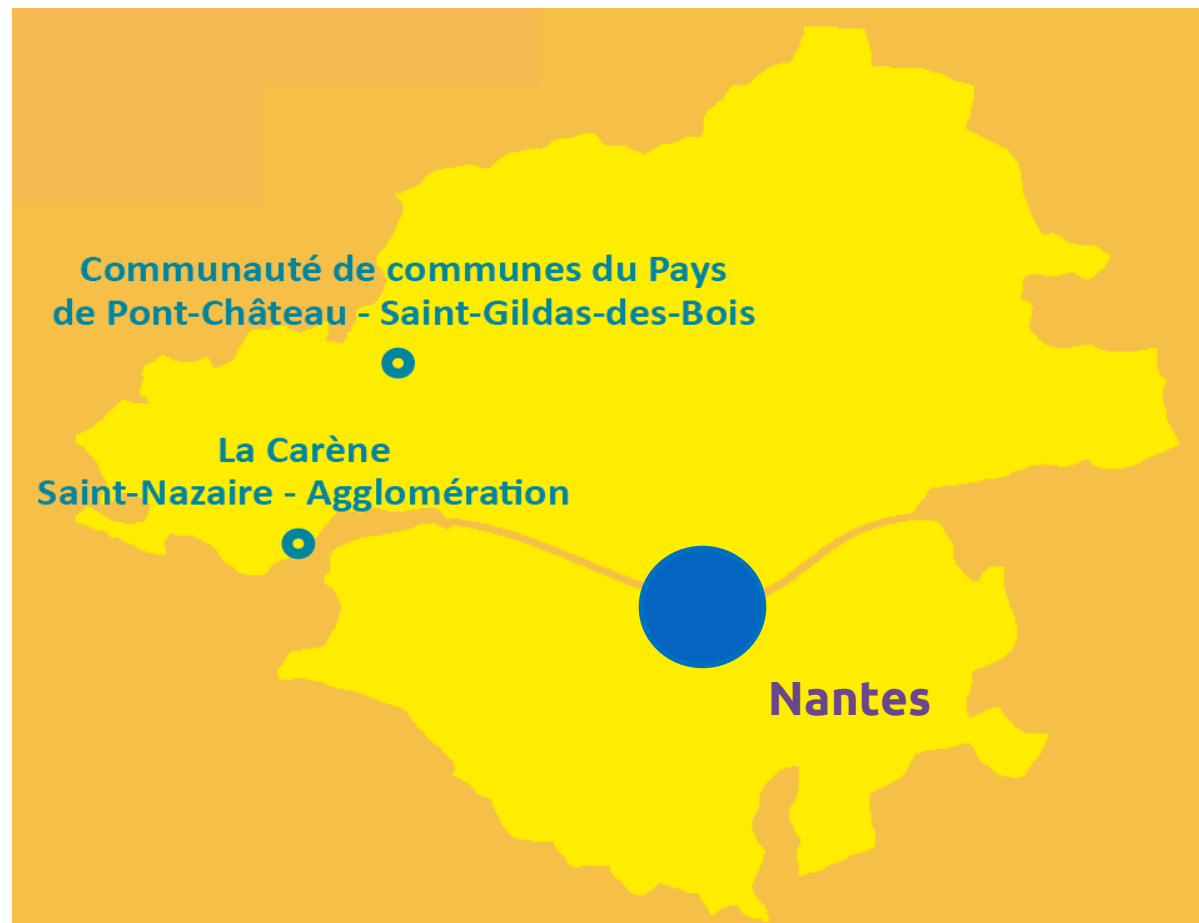 Communauté de communes du Pays
de Pont-Château - Saint-Gildas-des-Bois
La Carène
Saint-Nazaire - Agglomération
Nantes